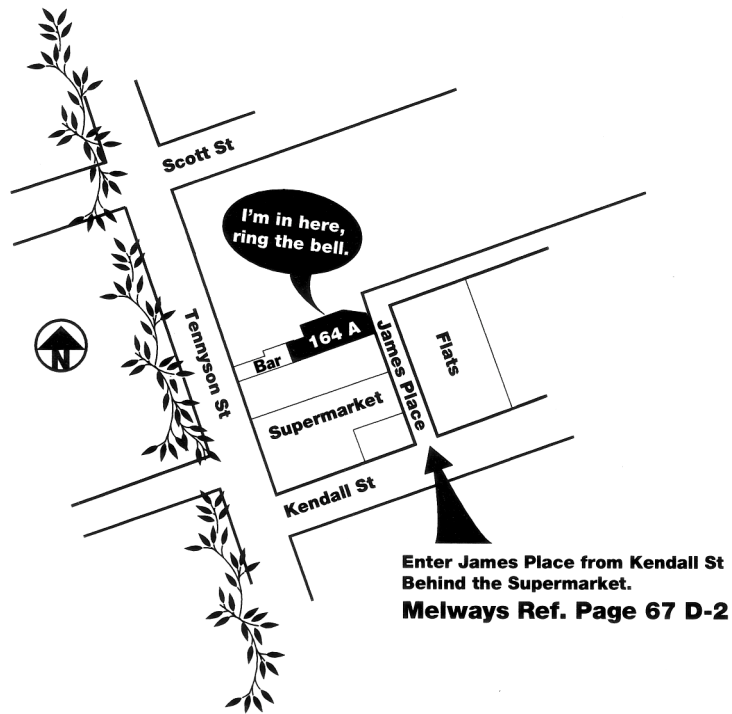 Scott St
I'm in here,
ring the bell.
N
Tennyson St
164 A
Bar
James Place
Flats
Supermarket
Kendall St
Enter James Place from Kendall St
Behind the Supermarket.
Melways Ref. Page 67 D-2